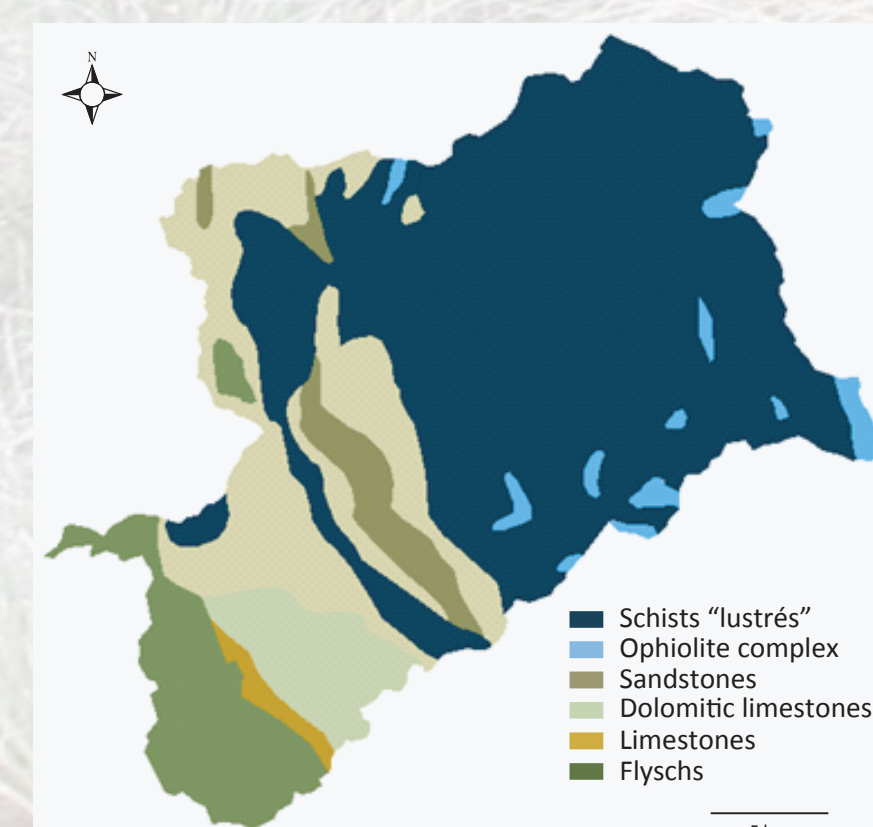 N
Schists “lustrés”
Ophiolite complex
Sandstones
Dolomitic limestones
Limestones
Flyschs